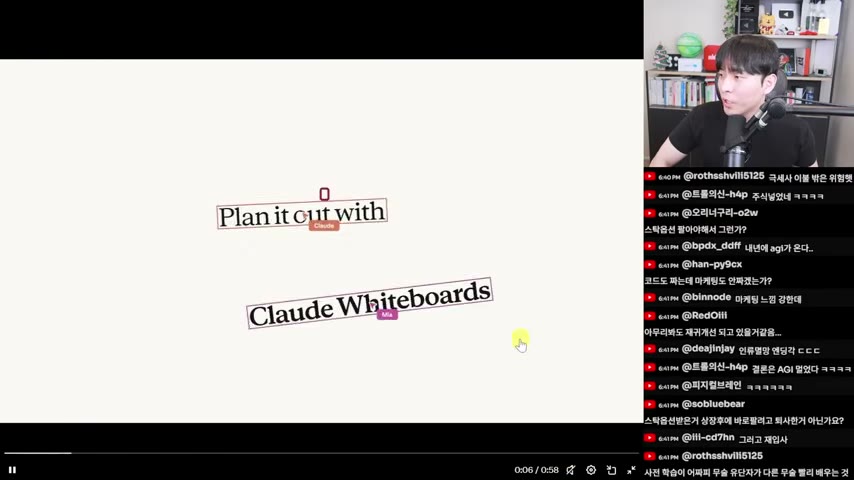 Plan it out with
Claude
Claude Whiteboards
Mia
0:06 / 0:58
6:40 PM @rothsshvili5125 극세사 이불 밖은 위험햇
6:41 PM @트롤의신-h4p 주식넣었네 ㅋㅋㅋㅋ
6:41 PM @오리너구리-o2w
스탁옵션 팔아야해서 그런가?
6:41 PM @bpdx_ddff 내년에 agi가 온다..
6:41 PM @han-py9cx
코드도 짜는데 마케팅도 안짜겠는가?
6:41 PM @binnode 마케팅 느낌 강한데
6:41 PM @RedOiii
아무리봐도 재귀개선 되고 있을거같음...
6:41 PM @deajinjay 인류멸망 엔딩각 ㄷㄷㄷ
6:41 PM @트롤의신-h4p 결론은 AGI 멀었다 ㅋㅋㅋㅋ
6:41 PM @피지컬브레인 ㅋㅋㅋㅋㅋㅋ
6:41 PM @sobluebear
스탁옵션받은거 상장후에 바로팔려고 퇴사한거 아닌가요?
6:41 PM @iii-cd7hn 그러고 재입사
6:41 PM @rothsshvili5125
사전 학습이 어짜피 무술 유단자가 다른 무술 빨리 배우는 것